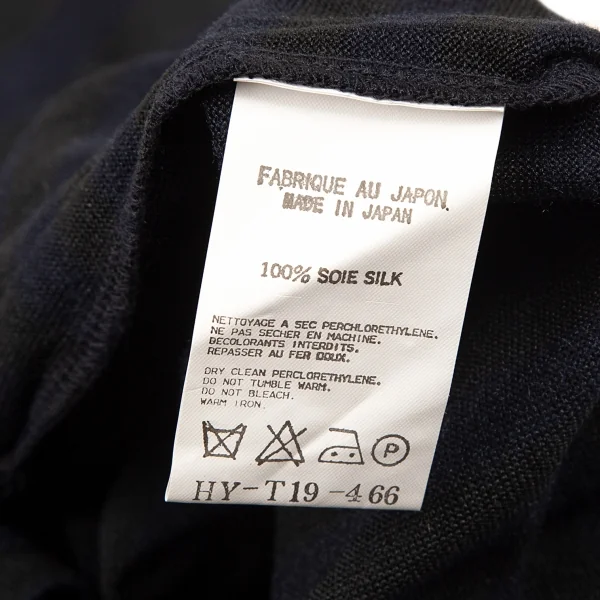 FABRIQUE AU JAPON.
MADE IN JAPAN
100% SOIE SILK
NETTOYAGE A SEC PERCHLORETHYLENE.
NE PAS SECHER EN MACHINE.
DECOLORANTS INTERDITS.
REPASSER AU FER DOUX.
DRY CLEAN PERCLORETHYLENE.
DO NOT TUMBLE WARM.
DO NOT BLEACH.
WARM IRON.
P
HY-T19-466